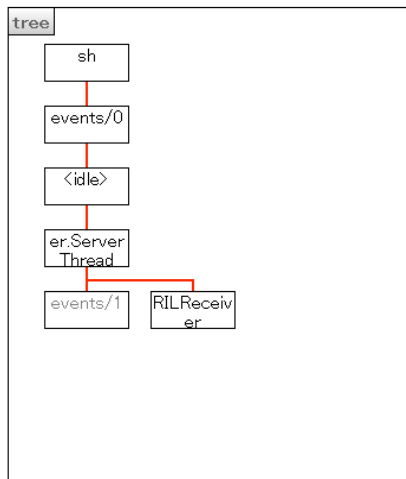 tree
sh
events/0
<idle>
er.Server
Thread
events/1
RILReceiv
er